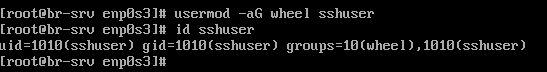 [root@br-srv enp0s3]# usermod -aG wheel sshuser
[root@br-srv enp0s3]# id sshuser
uid=1010(sshuser) gid=1010(sshuser) groups=10(wheel),1010(sshuser)
[root@br-srv enp0s3]#